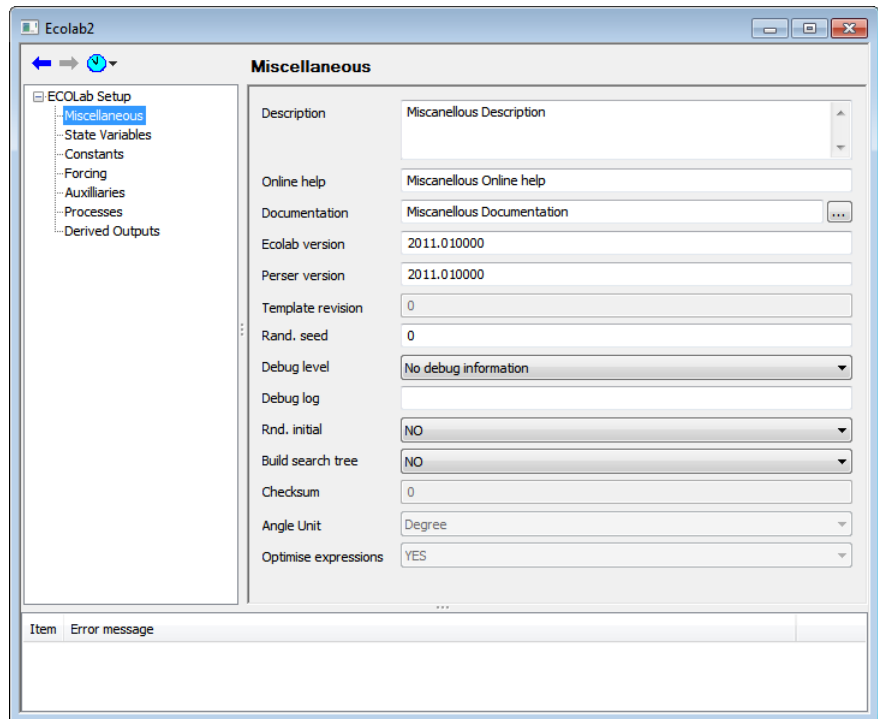 Ecolab2
Miscellaneous
ECOLab Setup
Miscellaneous
State Variables
Constants
Forcing
Auxilliaries
Processes
Derived Outputs
Description
Miscanellous Description
Online help
Miscanellous Online help
Documentation
Miscanellous Documentation
...
Ecolab version
2011.010000
Perser version
2011.010000
Template revision
0
Rand. seed
0
Debug level
No debug information
Debug log
Rnd. initial
NO
Build search tree
NO
Checksum
0
Angle Unit
Degree
Optimise expressions
YES
Item Error message